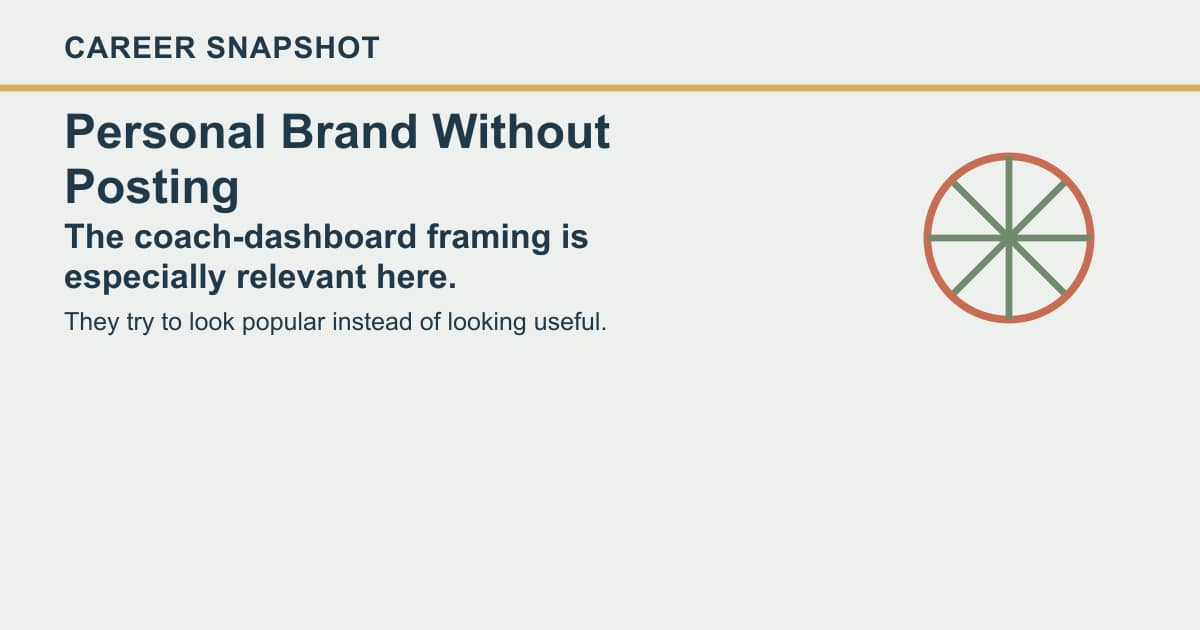 CAREER SNAPSHOT
Personal Brand Without
Posting
The coach-dashboard framing is
especially relevant here.
They try to look popular instead of looking useful.